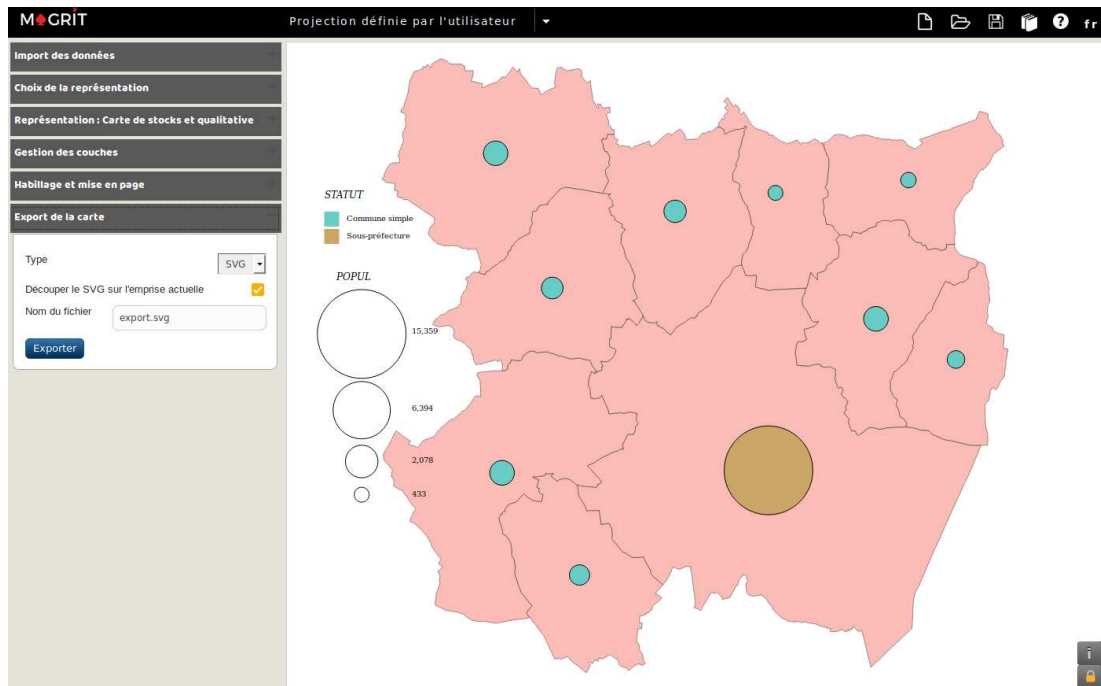 MAGRIT
Projection définie par l'utilisateur
fr
Import des données
Choix de la représentation
Représentation : Carte de stocks et qualitative
Gestion des couches
Habillage et mise en page
Export de la carte
Type
SVG
Découper le SVG sur l'emprise actuelle
Nom du fichier
export.svg
Exporter
STATUT
Commune simple
Sous-préfecture
POPUL
15,359
6,394
2,078
433
i